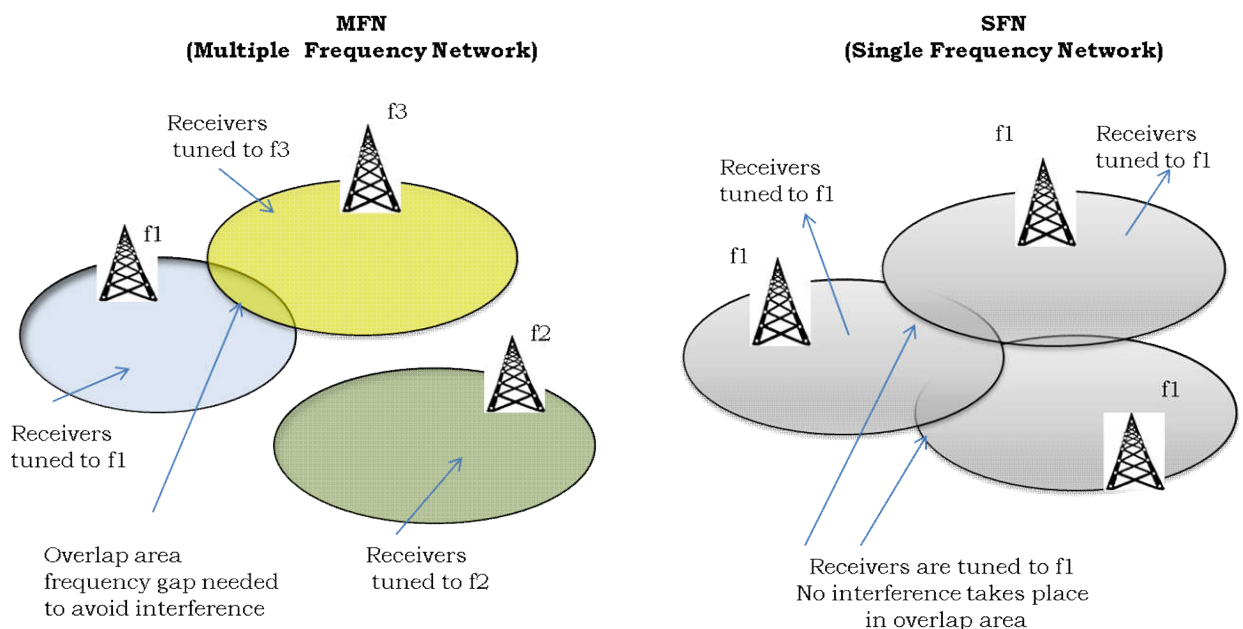 MFN
(Multiple Frequency Network)
f3
Receivers
tuned to f3
f1
f2
Receivers
tuned to f1
Overlap area
frequency gap needed
to avoid interference
Receivers
tuned to f2
SFN
(Single Frequency Network)
f1
Receivers
tuned to f1
Receivers
tuned to f1
f1
f1
Receivers are tuned to f1
No interference takes place
in overlap area